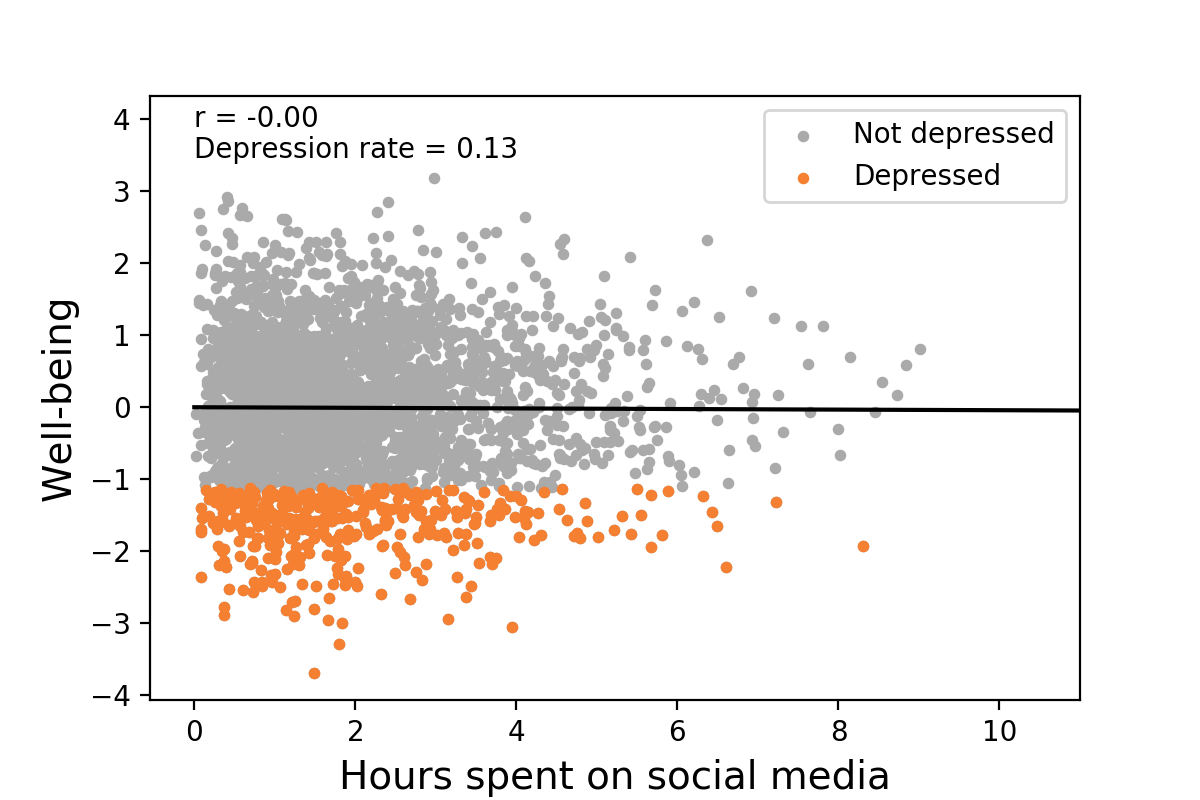 r = -0.00
Depression rate = 0.13
Not depressed
Depressed
4
3
2
1
0
−1
−2
−3
−4
Well-being
0 2 4 6 8 10
Hours spent on social media